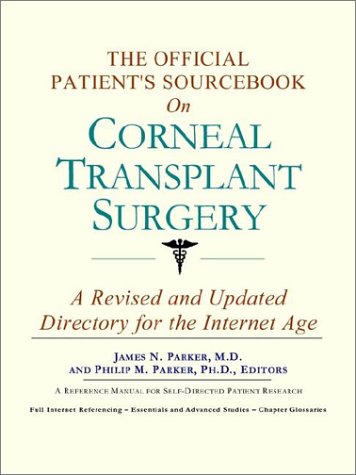 THE OFFICIAL
PATIENT'S SOURCEBOOK
On
CORNEAL
TRANSPLANT
SURGERY
A Revised and Updated
Directory for the Internet Age
JAMES N. PARKER, M.D.
AND PHILIP M. PARKER, PH.D., EDITORS
A REFERENCE MANUAL FOR SELF-DIRECTED PATIENT RESEARCH
Full Internet Referencing – Essentials and Advanced Studies – Chapter Glossaries